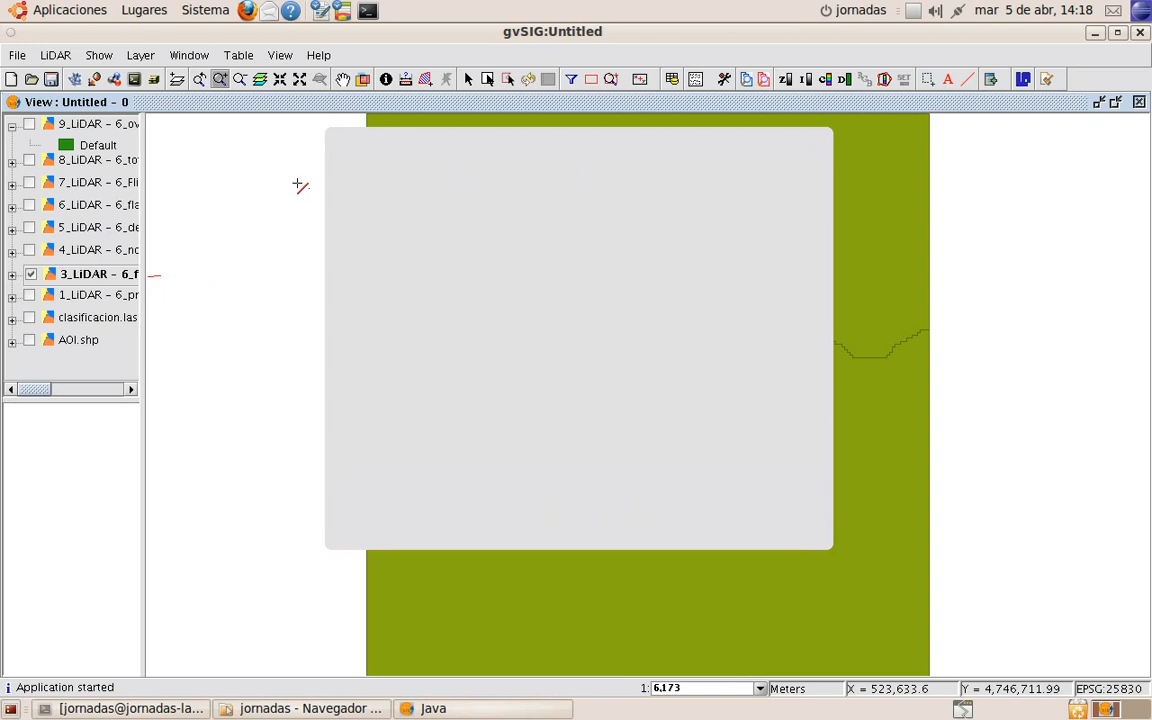 Aplicaciones Lugares Sistema jornadas mar 5 de abr, 14:18
gvSIG:Untitled
File LiDAR Show Layer Window Table View Help
View : Untitled - 0
9_LiDAR - 6_ov
Default
8_LiDAR - 6_to
7_LiDAR - 6_Fli
6_LiDAR - 6_fla
5_LiDAR - 6_de
4_LiDAR - 6_no
3_LiDAR - 6_f
1_LiDAR - 6_pr
clasificacion.las
AOI.shp
Application started 1: 6,173 Meters X = 523,633.6 Y = 4,746,711.99 EPSG:25830
[jornadas@jornadas-la... jornadas - Navegador ... Java